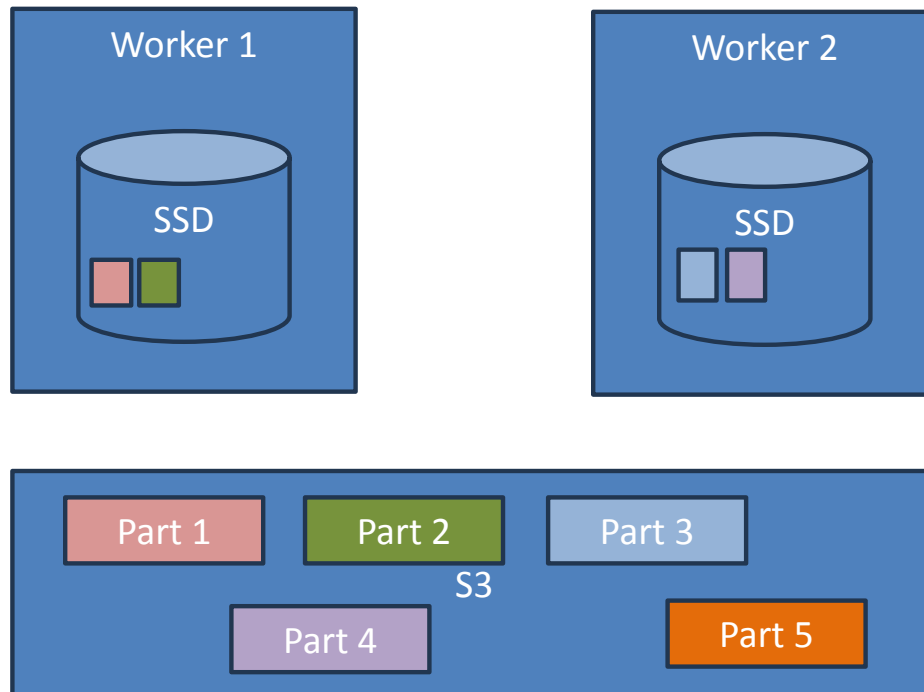 Worker 1
Worker 2
SSD
SSD
Part 1
Part 2
Part 3
S3
Part 4
Part 5